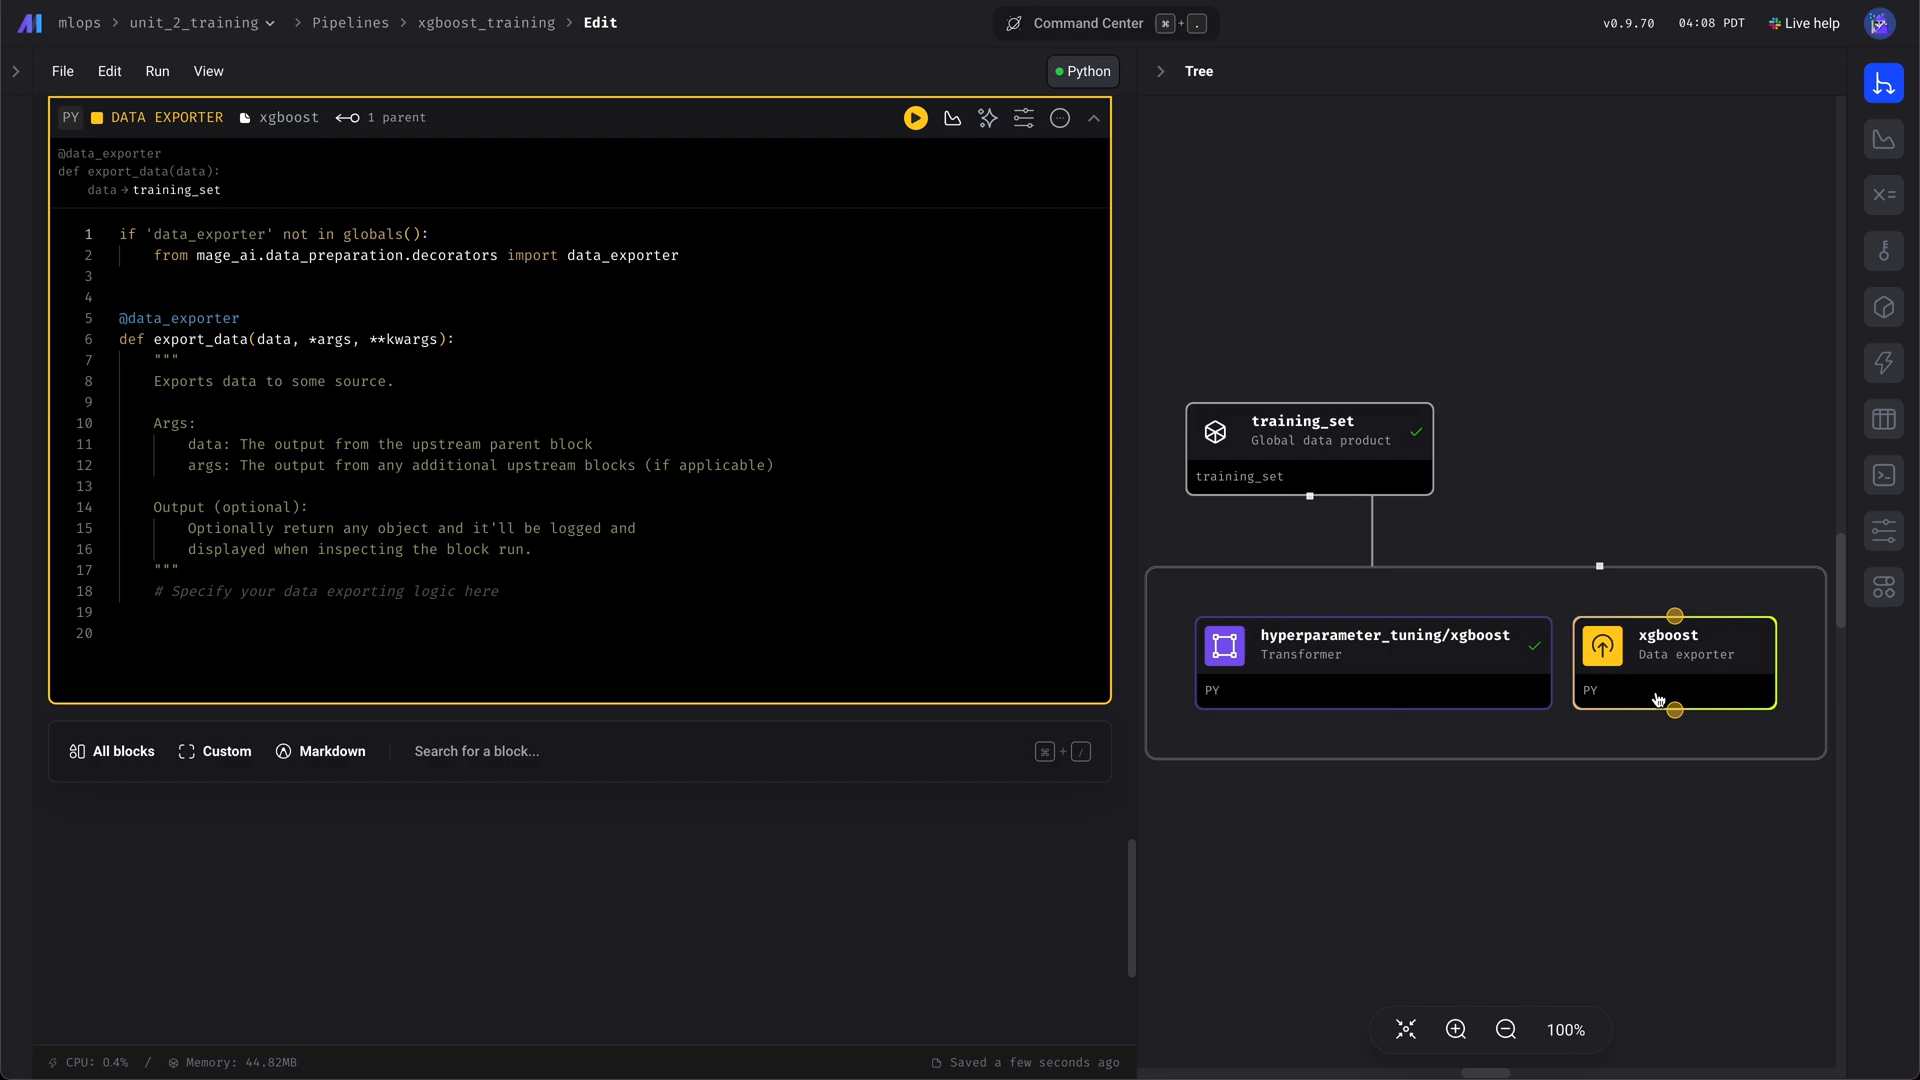 mlops > unit_2_training > Pipelines > xgboost_training > Edit
Command Center ⌘ + .
v0.9.70 04:08 PDT Live help
File Edit Run View
Python
Tree
PY DATA EXPORTER xgboost 1 parent
@data_exporter
def export_data(data):
data → training_set
1 if 'data_exporter' not in globals():
2 from mage_ai.data_preparation.decorators import data_exporter
3
4
5 @data_exporter
6 def export_data(data, *args, **kwargs):
7 """
8 Exports data to some source.
9
10 Args:
11 data: The output from the upstream parent block
12 args: The output from any additional upstream blocks (if applicable)
13
14 Output (optional):
15 Optionally return any object and it'll be logged and
16 displayed when inspecting the block run.
17 """
18 # Specify your data exporting logic here
19
20
All blocks Custom Markdown Search for a block... ⌘ + /
training_set
Global data product
training_set
hyperparameter_tuning/xgboost
Transformer
PY
xgboost
Data exporter
PY
100%
CPU: 0.4% / Memory: 44.82MB
Saved a few seconds ago